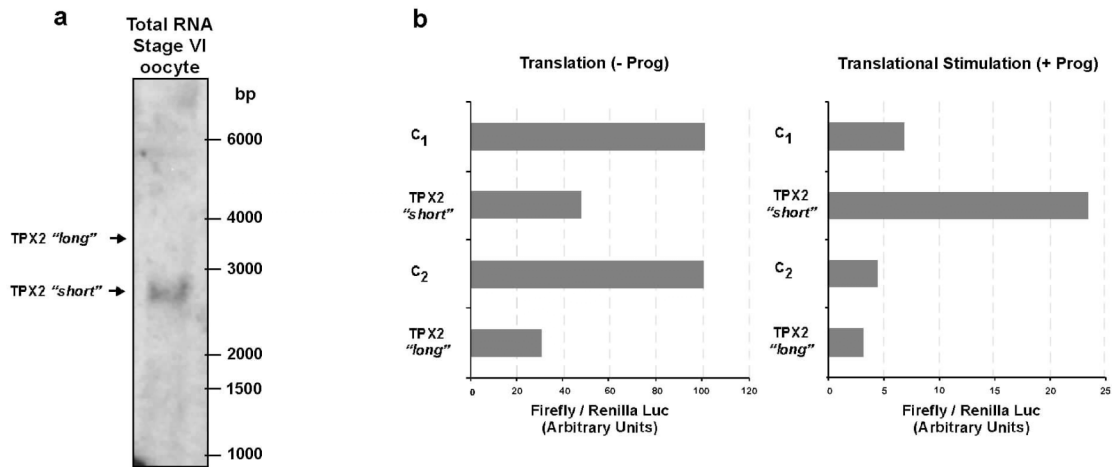 a
Total RNA
Stage VI
oocyte
bp
6000
4000
TPX2 “long”
3000
TPX2 “short”
2000
1500
1000
b
Translation (- Prog)
C1
TPX2
“short”
C2
TPX2
“long”
0 20 40 60 80 100 120
Firefly / Renilla Luc
(Arbitrary Units)
Translational Stimulation (+ Prog)
C1
TPX2
“short”
C2
TPX2
“long”
0 5 10 15 20 25
Firefly / Renilla Luc
(Arbitrary Units)